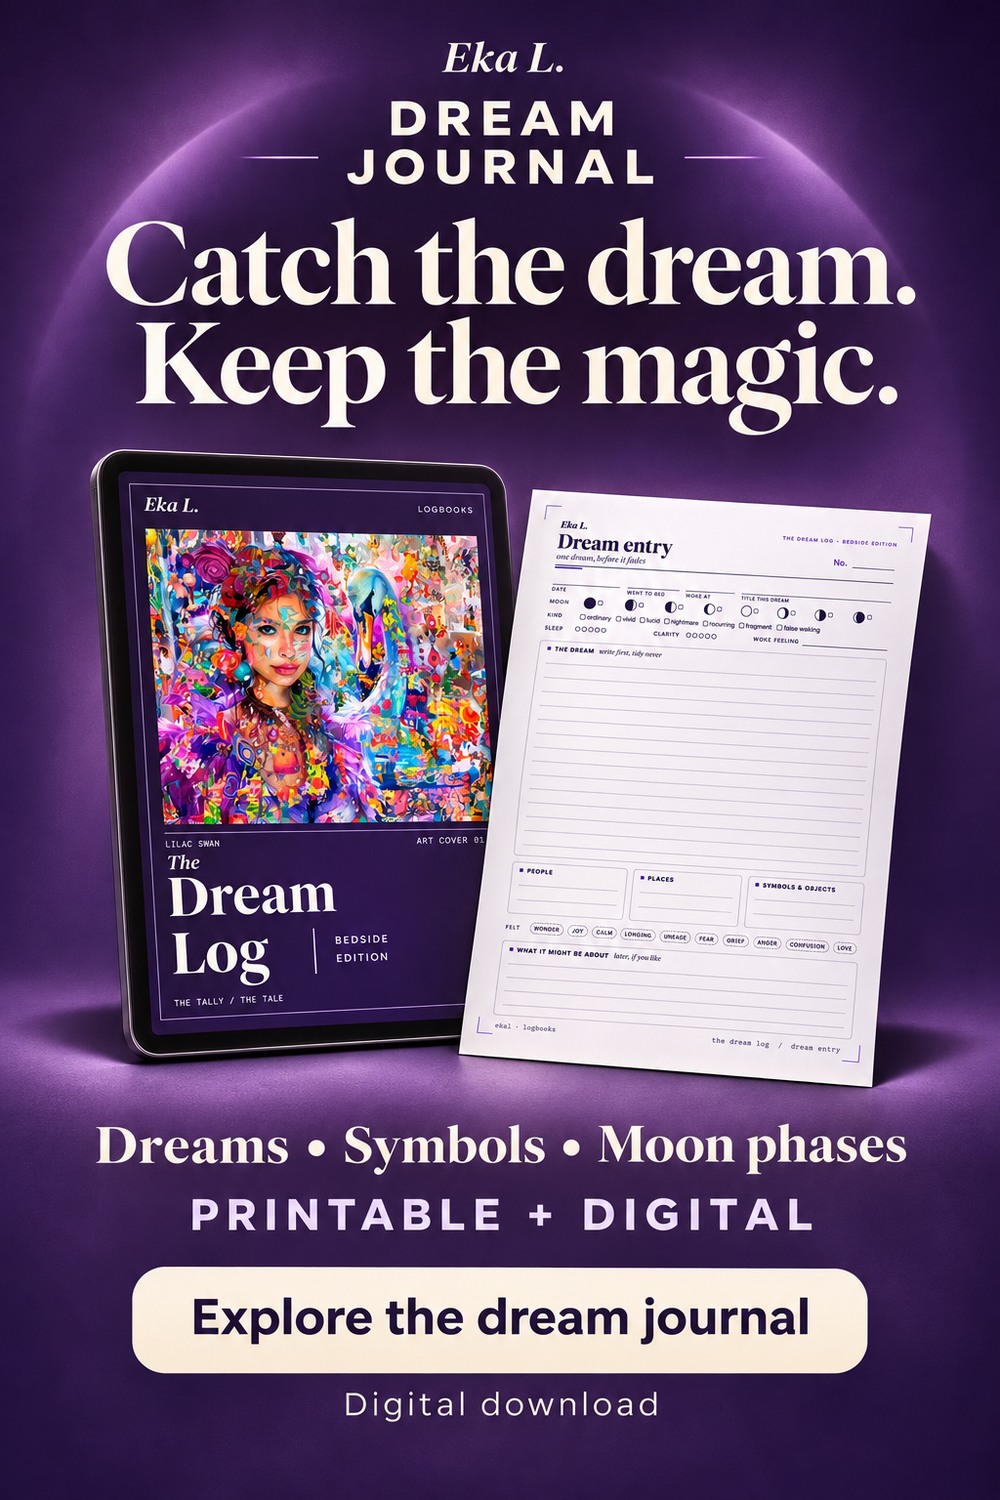 Eka L.
DREAM
JOURNAL
Catch the dream.
Keep the magic.
Eka L.
LOGBOOKS
LILAC SWAN
ART COVER 01
The
Dream
Log
BEDSIDE
EDITION
THE TALLY / THE TALE
Eka L.
Dream entry
one dream, before it fades
THE DREAM LOG • BEDSIDE EDITION
No.
DATE
WENT TO BED
WOKE AT
TITLE THIS DREAM
MOON
KIND
ordinary vivid lucid nightmare recurring fragment false waking
SLEEP
CLARITY
WOKE FEELING
THE DREAM write first, tidy never
PEOPLE
PLACES
SYMBOLS & OBJECTS
FELT WONDER JOY CALM LONGING UNEASE FEAR GRIEF ANGER CONFUSION LOVE
WHAT IT MIGHT BE ABOUT later, if you like
ekal · logbooks
the dream log / dream entry
Dreams • Symbols • Moon phases
PRINTABLE + DIGITAL
Explore the dream journal
Digital download